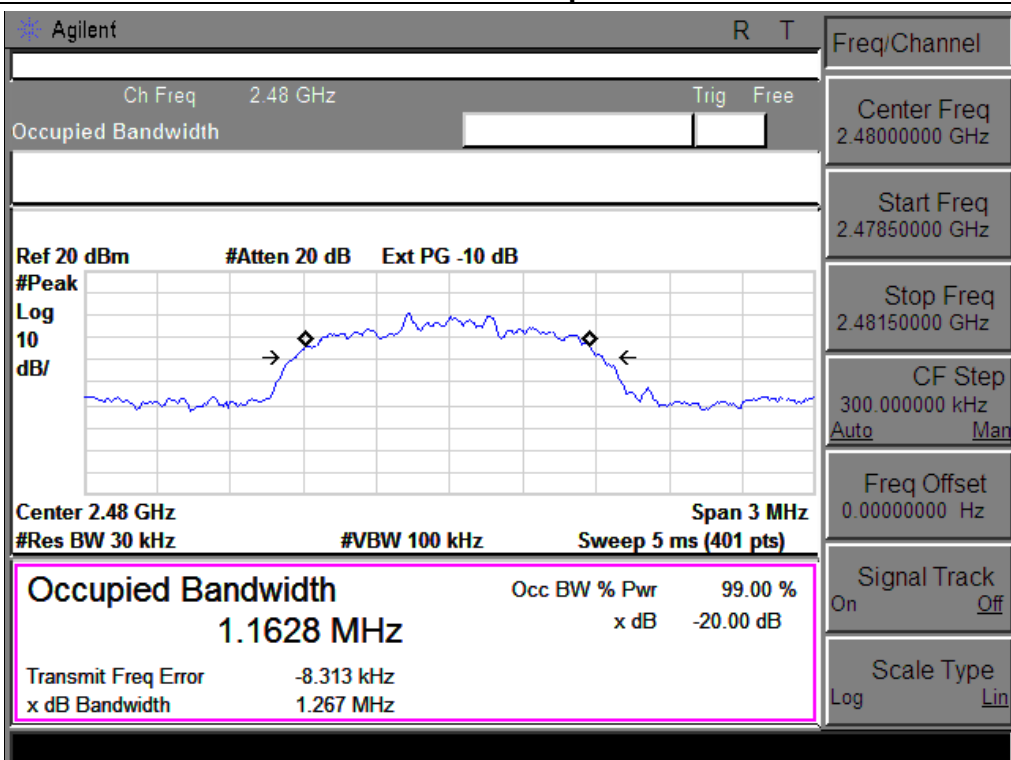 Agilent R T
Freq/Channel
Ch Freq 2.48 GHz Trig Free
Occupied Bandwidth
Center Freq
2.48000000 GHz
Start Freq
2.47850000 GHz
Stop Freq
2.48150000 GHz
CF Step
300.000000 kHz
Auto Man
Freq Offset
0.00000000 Hz
Signal Track
On Off
Scale Type
Log Lin
Ref 20 dBm #Atten 20 dB Ext PG -10 dB
#Peak
Log
10
dB/
Center 2.48 GHz Span 3 MHz
#Res BW 30 kHz #VBW 100 kHz Sweep 5 ms (401 pts)
Occupied Bandwidth Occ BW % Pwr 99.00 %
1.1628 MHz x dB -20.00 dB
Transmit Freq Error -8.313 kHz
x dB Bandwidth 1.267 MHz